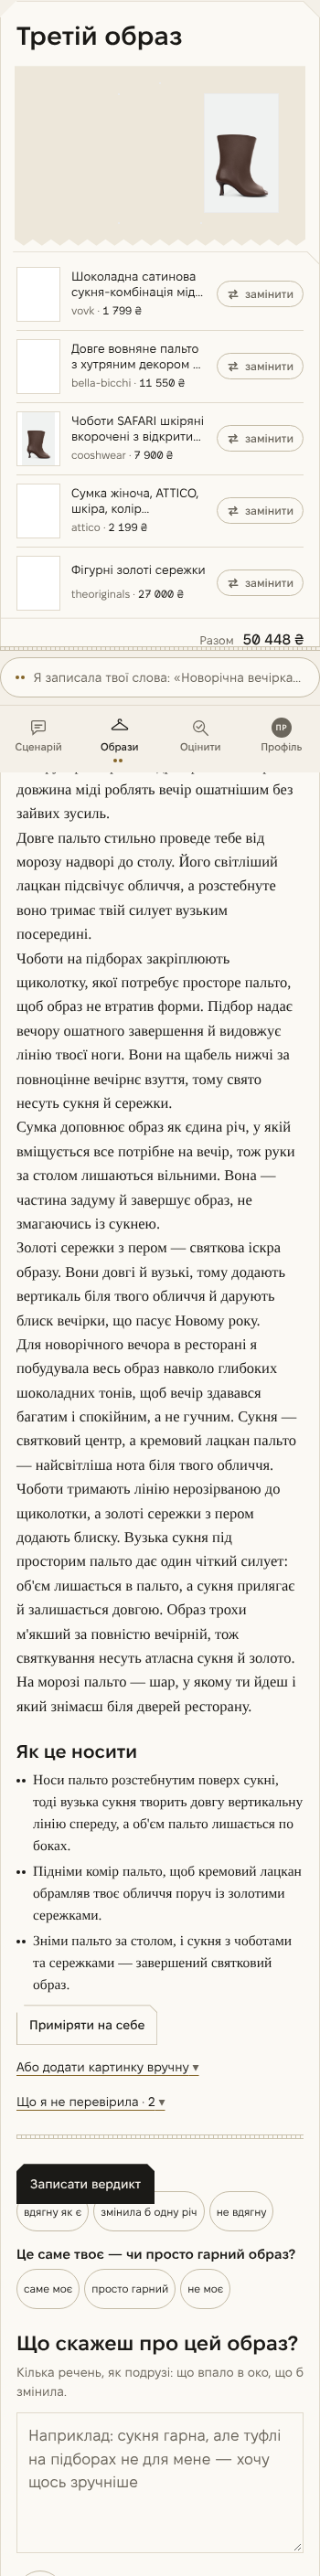 Третій образ
Шоколадна сатинова
сукня-комбінація мід...
vovk · 1 799 ₴
замінити
Довге вовняне пальто
з хутряним декором ...
bella-bicchi · 11 550 ₴
замінити
Чоботи SAFARI шкіряні
вкорочені з відкрити...
cooshwear · 7 900 ₴
замінити
Сумка жіноча, ATTICO,
шкіра, колір...
attico · 2 199 ₴
замінити
Фігурні золоті сережки
theoriginals · 27 000 ₴
замінити
Разом 50 448 ₴
Я записала твої слова: «Новорічна вечірка...
Сценарій
Образи
Оцінити
ПР
Профіль
довжина міді роблять вечір ошатнішим без
зайвих зусиль.
Довге пальто стильно проведе тебе від
морозу надворі до столу. Його світліший
лацкан підсвічує обличчя, а розстебнуте
воно тримає твій силует вузьким
посередині.
Чоботи на підборах закріплюють
щиколотку, якої потребує просторе пальто,
щоб образ не втратив форми. Підбор надає
вечору ошатного завершення й видовжує
лінію твоєї ноги. Вони на щабель нижчі за
повноцінне вечірнє взуття, тому свято
несуть сукня й сережки.
Сумка доповнює образ як єдина річ, у якій
вміщується все потрібне на вечір, тож руки
за столом лишаються вільними. Вона —
частина задуму й завершує образ, не
змагаючись із сукнею.
Золоті сережки з пером — святкова іскра
образу. Вони довгі й вузькі, тому додають
вертикаль біля твого обличчя й дарують
блиск вечірки, що пасує Новому року.
Для новорічного вечора в ресторані я
побудувала весь образ навколо глибоких
шоколадних тонів, щоб вечір здавався
багатим і спокійним, а не гучним. Сукня —
святковий центр, а кремовий лацкан пальто
— найсвітліша нота біля твого обличчя.
Чоботи тримають лінію нерозірваною до
щиколотки, а золоті сережки з пером
додають блиску. Вузька сукня під
просторим пальто дає один чіткий силует:
об'єм лишається в пальто, а сукня прилягає
й залишається довгою. Образ трохи
м'якший за повністю вечірній, тож
святкування несуть атласна сукня й золото.
На морозі пальто — шар, у якому ти йдеш і
який знімаєш біля дверей ресторану.
Як це носити
•• Носи пальто розстебнутим поверх сукні,
тоді вузька сукня творить довгу вертикальну
лінію спереду, а об'єм пальто лишається по
боках.
•• Підніми комір пальто, щоб кремовий лацкан
обрамляв твоє обличчя поруч із золотими
сережками.
•• Зніми пальто за столом, і сукня з чоботами
та сережками — завершений святковий
образ.
Приміряти на себе
Або додати картинку вручну ▾
Що я не перевірила · 2 ▾
Записати вердикт
вдягну як є
змінила б одну річ
не вдягну
Це саме твоє — чи просто гарний образ?
саме моє
просто гарний
не моє
Що скажеш про цей образ?
Кілька речень, як подрузі: що впало в око, що б
змінила.
Наприклад: сукня гарна, але туфлі
на підборах не для мене — хочу
щось зручніше